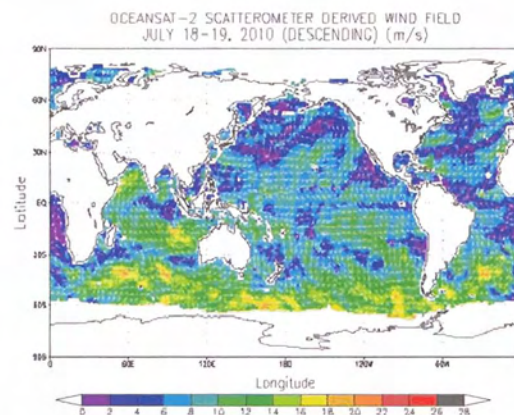 OCEANSAT-2 SCATTEROMETER DERIVED WIND FIELD
JULY 18-19, 2010 (DESCENDING) (m/s)
90N
60N
30N
EQ
30S
60S
90S
Latitude
0
60E
120E
180
120W
60W
Longitude
0 2 4 6 8 10 12 14 16 18 20 22 24 26 28